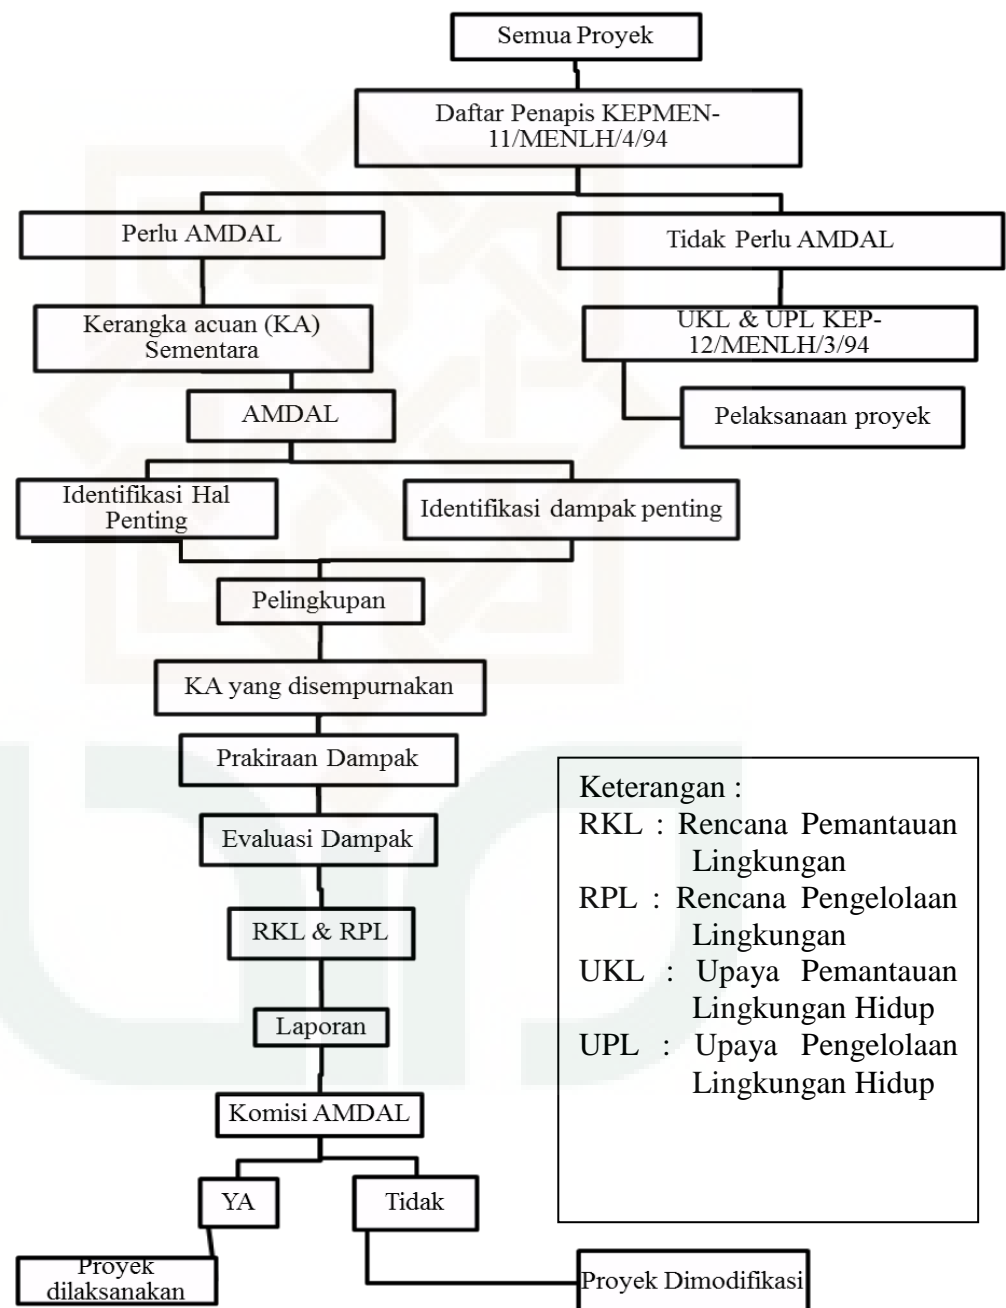 Semua Proyek
Daftar Penapis KEPMEN-
11/MENLH/4/94
Perlu AMDAL
Tidak Perlu AMDAL
Kerangka acuan (KA)
Sementara
UKL & UPL KEP-
12/MENLH/3/94
AMDAL
Pelaksanaan proyek
Identifikasi Hal
Penting
Identifikasi dampak penting
Pelingkupan
KA yang disempurnakan
Prakiraan Dampak
Evaluasi Dampak
RKL & RPL
Laporan
Komisi AMDAL
YA
Tidak
Proyek
dilaksanakan
Proyek Dimodifikasi
Keterangan :
RKL : Rencana Pemantauan
Lingkungan
RPL : Rencana Pengelolaan
Lingkungan
UKL : Upaya Pemantauan
Lingkungan Hidup
UPL : Upaya Pengelolaan
Lingkungan Hidup